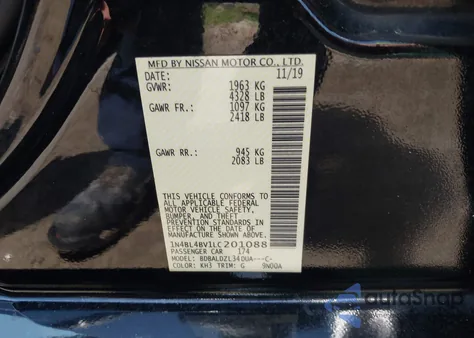 MFD BY NISSAN MOTOR CO., LTD.
DATE: 11/19
GVWR: 1963 KG
4328 LB
GAWR FR.: 1097 KG
2418 LB
GAWR RR.: 945 KG
2083 LB
THIS VEHICLE CONFORMS TO
ALL APPLICABLE FEDERAL
MOTOR VEHICLE SAFETY,
BUMPER, AND THEFT
PREVENTION STANDARDS IN
EFFECT ON THE DATE OF
MANUFACTURE SHOWN ABOVE.
1N4BL4BV1LC201088
PASSENGER CAR 174
MODEL: BDBALDZL34DUA---C-
COLOR: KH3 TRIM: G 9N00A
AutoSnap